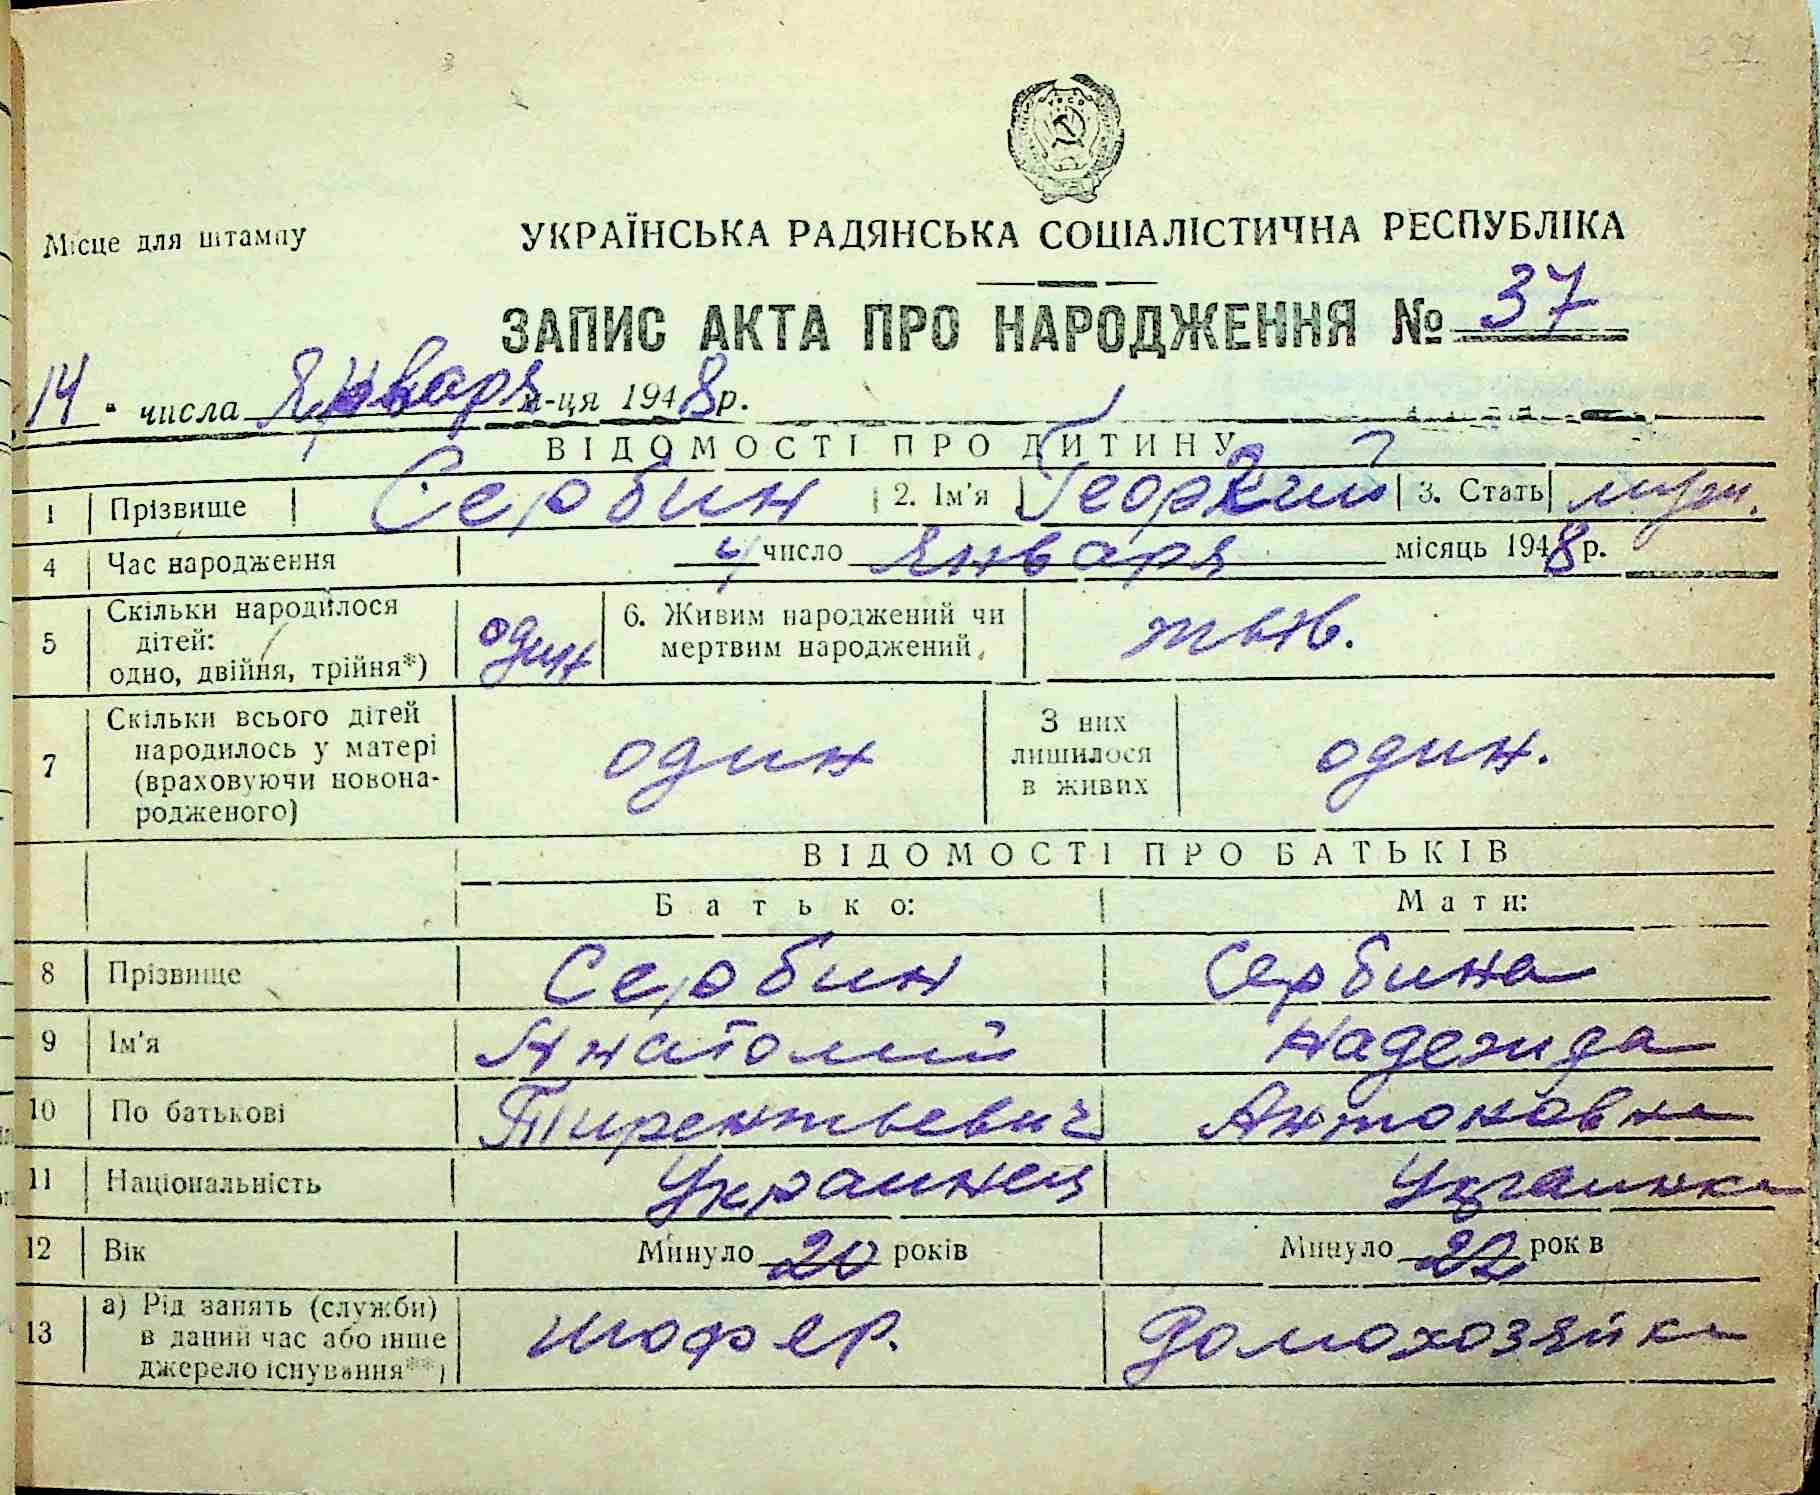 Місце для штампу
УКРАЇНСЬКА РАДЯНСЬКА СОЦІАЛІСТИЧНА РЕСПУБЛІКА
ЗАПИС АКТА ПРО НАРОДЖЕННЯ № 37
14 числа Января м-ця 1948 р.
ВІДОМОСТІ ПРО ДИТИНУ
1 Прізвище Сербин 2. Ім'я Георгий 3. Стать муж.
4 Час народження 4 число января місяць 1948 р.
5 Скільки народилося дітей: одно, двійня, трійня*) один 6. Живим народжений чи мертвим народжений, жив.
7 Скільки всього дітей народилось у матері (враховуючи новонародженого) один З них лишилося в живих один.
ВІДОМОСТІ ПРО БАТЬКІВ
Батько: Мати:
8 Прізвище Сербин Сербина
9 Ім'я Анатолий Надежда
10 По батькові Тирентьевич Антоновна
11 Національність Украинец Украинка
12 Вік Минуло 20 років Минуло 22 рок в
13 а) Рід занять (служби) в даний час або інше джерело існування**) шофер. домохозяйка